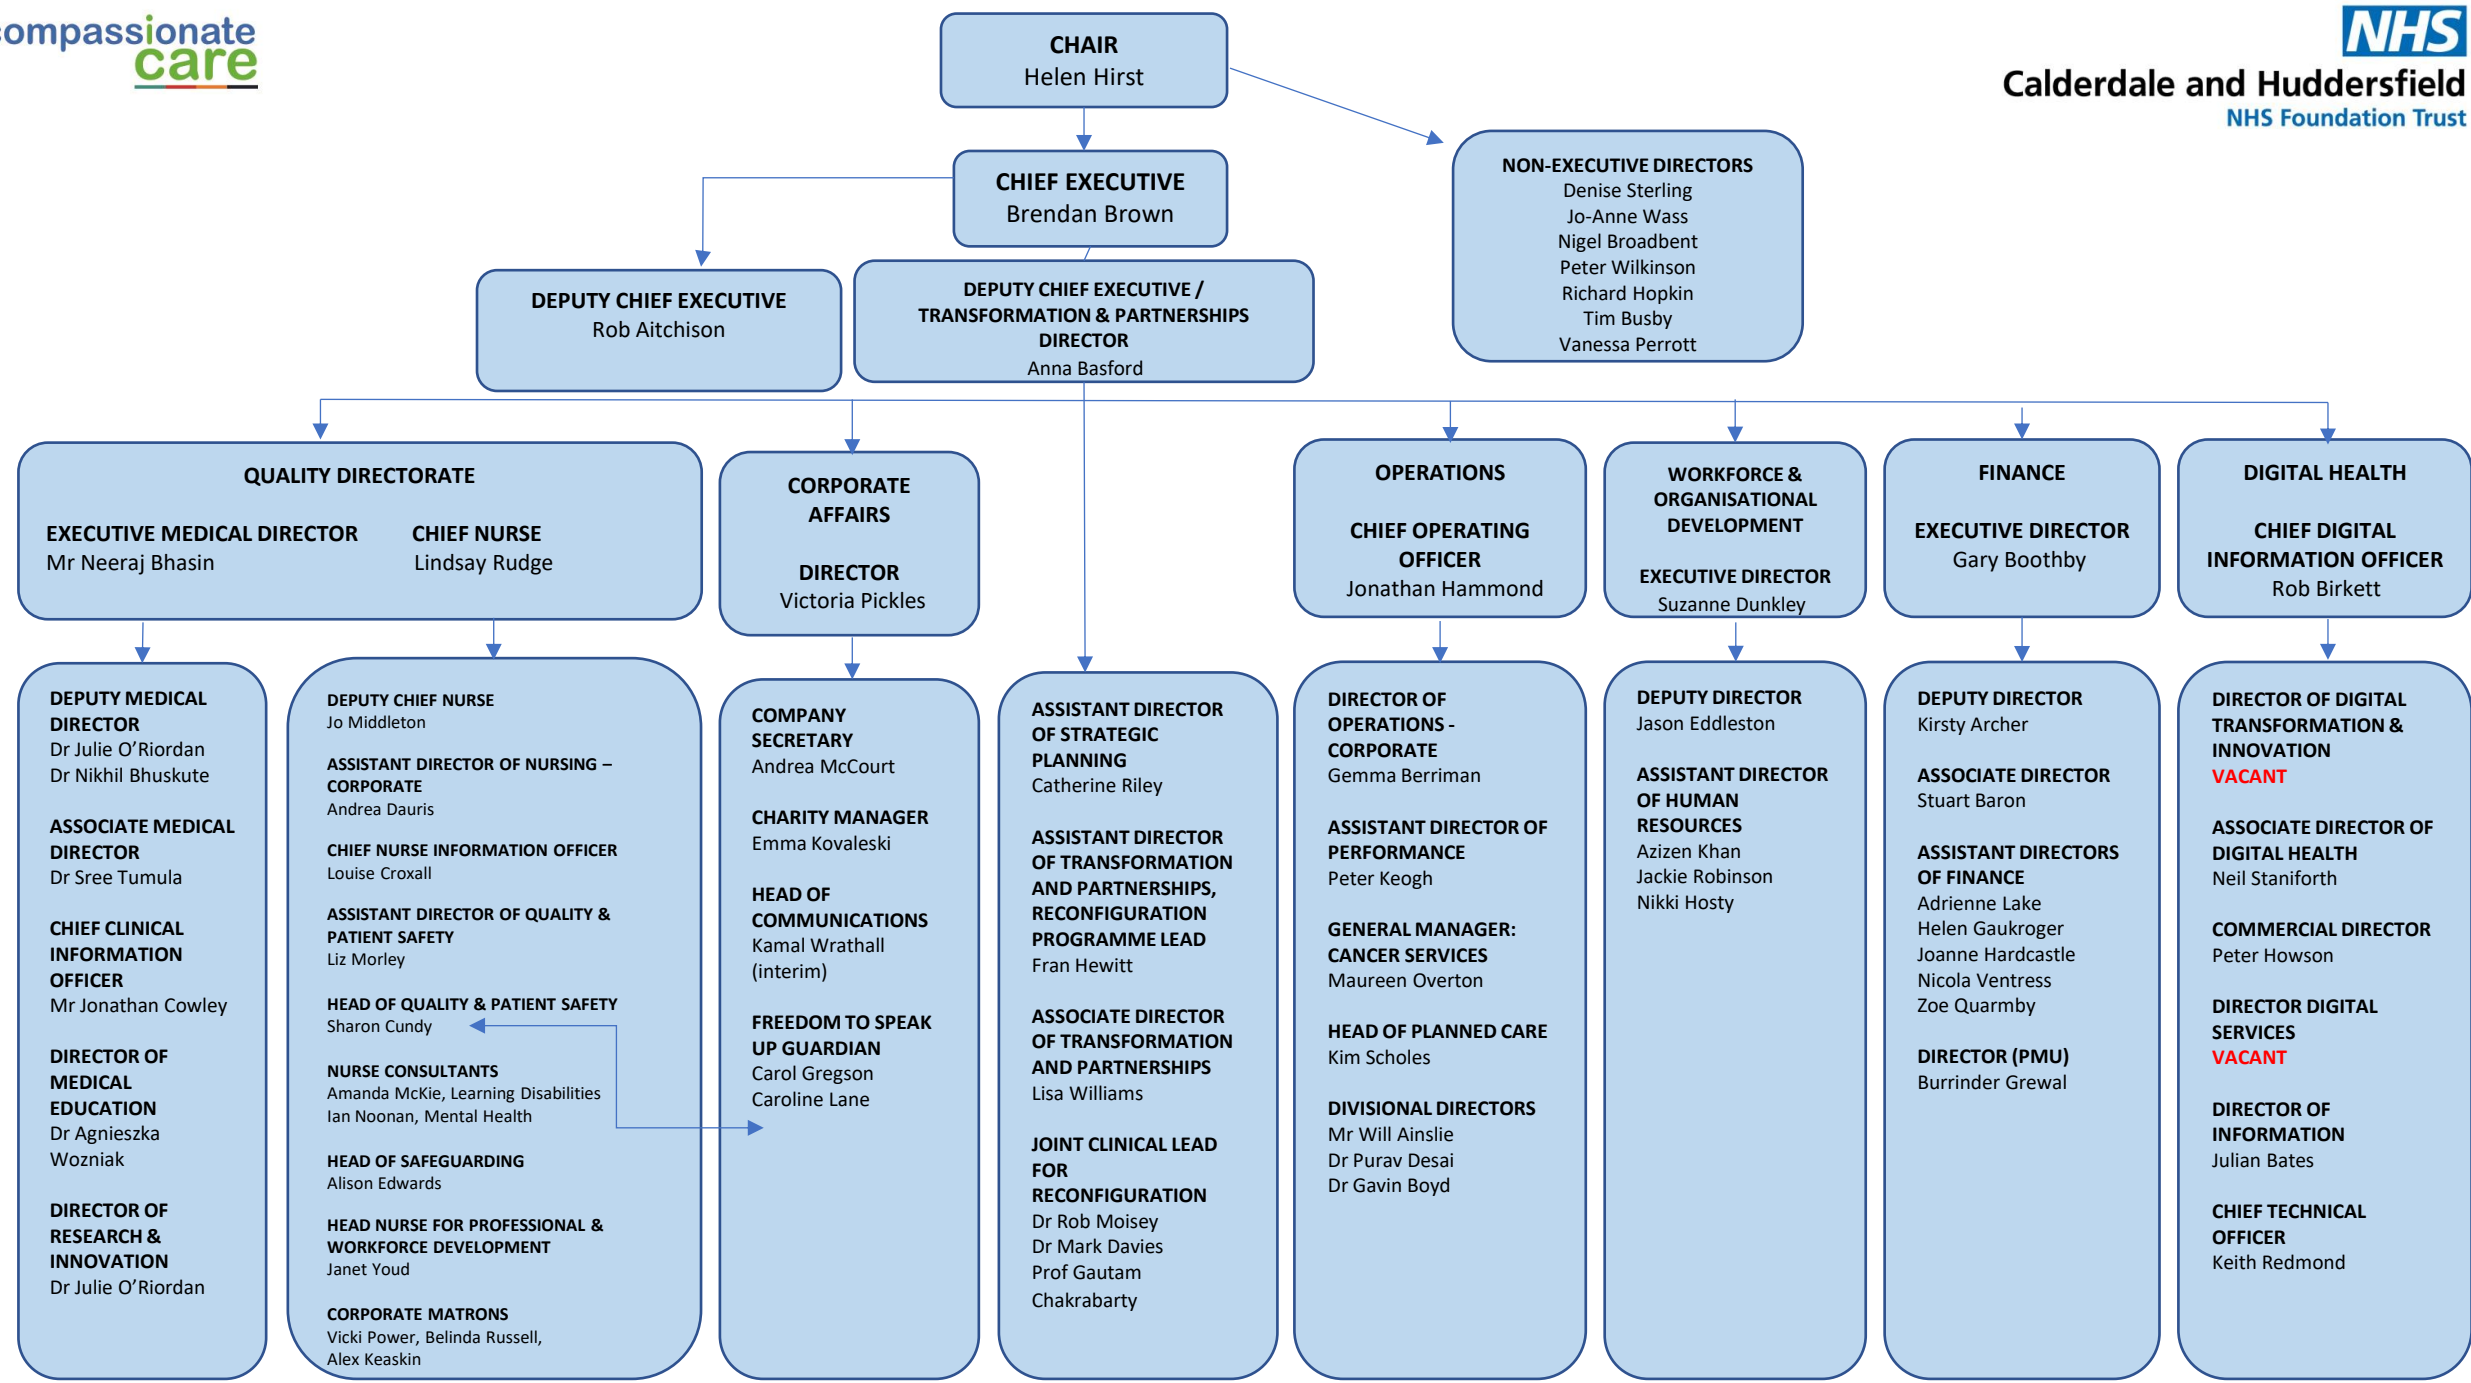 compassionate
care
NHS
Calderdale and Huddersfield
NHS Foundation Trust
CHAIR
Helen Hirst
CHIEF EXECUTIVE
Brendan Brown
NON-EXECUTIVE DIRECTORS
Denise Sterling
Jo-Anne Wass
Nigel Broadbent
Peter Wilkinson
Richard Hopkin
Tim Busby
Vanessa Perrott
DEPUTY CHIEF EXECUTIVE
Rob Aitchison
DEPUTY CHIEF EXECUTIVE /
TRANSFORMATION & PARTNERSHIPS
DIRECTOR
Anna Basford
QUALITY DIRECTORATE
EXECUTIVE MEDICAL DIRECTOR CHIEF NURSE
Mr Neeraj Bhasin Lindsay Rudge
CORPORATE
AFFAIRS
DIRECTOR
Victoria Pickles
OPERATIONS
CHIEF OPERATING
OFFICER
Jonathan Hammond
WORKFORCE &
ORGANISATIONAL
DEVELOPMENT
EXECUTIVE DIRECTOR
Suzanne Dunkley
FINANCE
EXECUTIVE DIRECTOR
Gary Boothby
DIGITAL HEALTH
CHIEF DIGITAL
INFORMATION OFFICER
Rob Birkett
DEPUTY MEDICAL
DIRECTOR
Dr Julie O’Riordan
Dr Nikhil Bhuskute
ASSOCIATE MEDICAL
DIRECTOR
Dr Sree Tumula
CHIEF CLINICAL
INFORMATION
OFFICER
Mr Jonathan Cowley
DIRECTOR OF
MEDICAL
EDUCATION
Dr Agnieszka
Wozniak
DIRECTOR OF
RESEARCH &
INNOVATION
Dr Julie O’Riordan
DEPUTY CHIEF NURSE
Jo Middleton
ASSISTANT DIRECTOR OF NURSING –
CORPORATE
Andrea Dauris
CHIEF NURSE INFORMATION OFFICER
Louise Croxall
ASSISTANT DIRECTOR OF QUALITY &
PATIENT SAFETY
Liz Morley
HEAD OF QUALITY & PATIENT SAFETY
Sharon Cundy
NURSE CONSULTANTS
Amanda McKie, Learning Disabilities
Ian Noonan, Mental Health
HEAD OF SAFEGUARDING
Alison Edwards
HEAD NURSE FOR PROFESSIONAL &
WORKFORCE DEVELOPMENT
Janet Youd
CORPORATE MATRONS
Vicki Power, Belinda Russell,
Alex Keaskin
COMPANY
SECRETARY
Andrea McCourt
CHARITY MANAGER
Emma Kovaleski
HEAD OF
COMMUNICATIONS
Kamal Wrathall
(interim)
FREEDOM TO SPEAK
UP GUARDIAN
Carol Gregson
Caroline Lane
ASSISTANT DIRECTOR
OF STRATEGIC
PLANNING
Catherine Riley
ASSISTANT DIRECTOR
OF TRANSFORMATION
AND PARTNERSHIPS,
RECONFIGURATION
PROGRAMME LEAD
Fran Hewitt
ASSOCIATE DIRECTOR
OF TRANSFORMATION
AND PARTNERSHIPS
Lisa Williams
JOINT CLINICAL LEAD
FOR
RECONFIGURATION
Dr Rob Moisey
Dr Mark Davies
Prof Gautam
Chakrabarty
DIRECTOR OF
OPERATIONS -
CORPORATE
Gemma Berriman
ASSISTANT DIRECTOR OF
PERFORMANCE
Peter Keogh
GENERAL MANAGER:
CANCER SERVICES
Maureen Overton
HEAD OF PLANNED CARE
Kim Scholes
DIVISIONAL DIRECTORS
Mr Will Ainslie
Dr Purav Desai
Dr Gavin Boyd
DEPUTY DIRECTOR
Jason Eddleston
ASSISTANT DIRECTOR
OF HUMAN
RESOURCES
Azizen Khan
Jackie Robinson
Nikki Hosty
DEPUTY DIRECTOR
Kirsty Archer
ASSOCIATE DIRECTOR
Stuart Baron
ASSISTANT DIRECTORS
OF FINANCE
Adrienne Lake
Helen Gaukroger
Joanne Hardcastle
Nicola Ventress
Zoe Quarmby
DIRECTOR (PMU)
Burrinder Grewal
DIRECTOR OF DIGITAL
TRANSFORMATION &
INNOVATION
VACANT
ASSOCIATE DIRECTOR OF
DIGITAL HEALTH
Neil Staniforth
COMMERCIAL DIRECTOR
Peter Howson
DIRECTOR DIGITAL
SERVICES
VACANT
DIRECTOR OF
INFORMATION
Julian Bates
CHIEF TECHNICAL
OFFICER
Keith Redmond